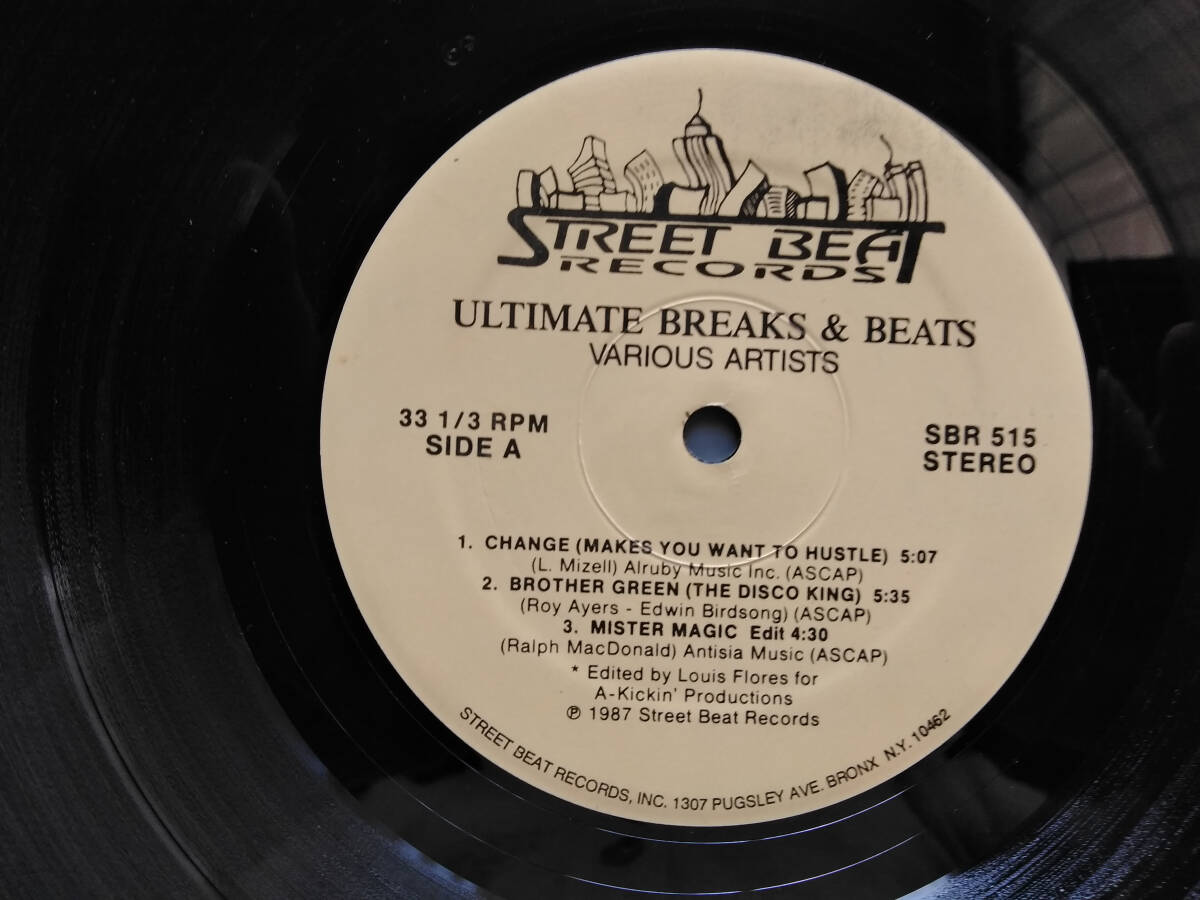 STREET BEAT
RECORDS
ULTIMATE BREAKS & BEATS
VARIOUS ARTISTS
33 1/3 RPM
SIDE A
SBR 515
STEREO
1. CHANGE (MAKES YOU WANT TO HUSTLE) 5:07
(L. Mizell) Alruby Music Inc. (ASCAP)
2. BROTHER GREEN (THE DISCO KING) 5:35
(Roy Ayers - Edwin Birdsong) (ASCAP)
3. MISTER MAGIC Edit 4:30
(Ralph MacDonald) Antisia Music (ASCAP)
* Edited by Louis Flores for
A-Kickin' Productions
℗ 1987 Street Beat Records
STREET BEAT RECORDS, INC. 1307 PUGSLEY AVE. BRONX N.Y. 10462